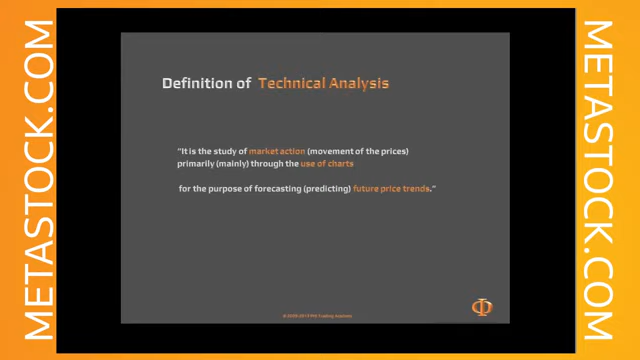 METASTOCK.COM
Definition of Technical Analysis
"It is the study of market action (movement of the prices)
primarily (mainly) through the use of charts
for the purpose of forecasting (predicting) future price trends."
Φ
METASTOCK.COM